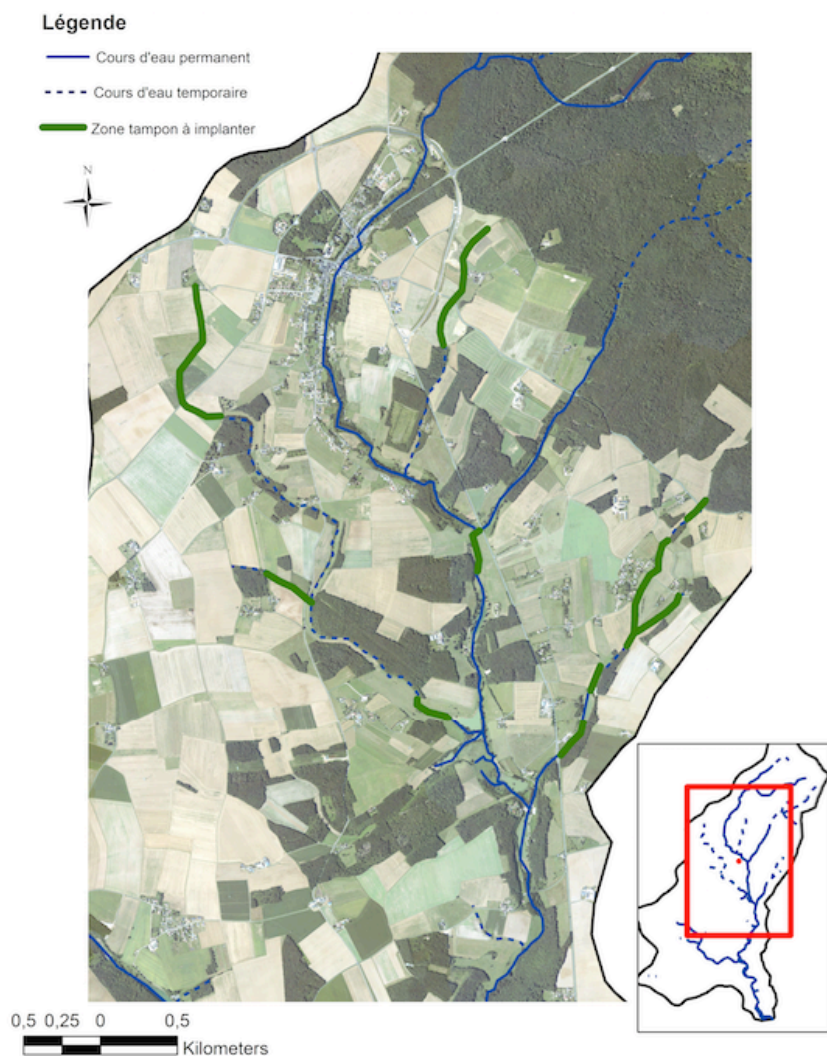 Légende
Cours d'eau permanent
Cours d'eau temporaire
Zone tampon à implanter
N
0,5 0,25 0 0,5
Kilometers